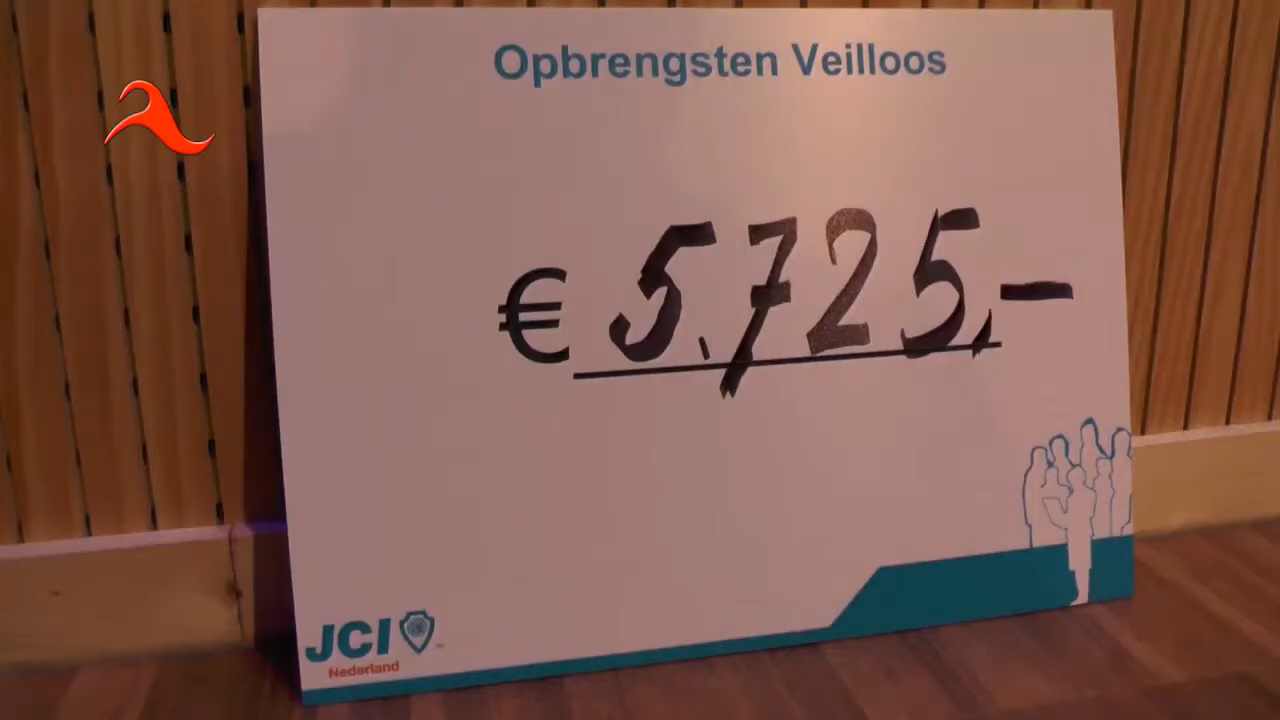 Opbrengsten Veilloos
€ 5.725,-
JCI
Nederland